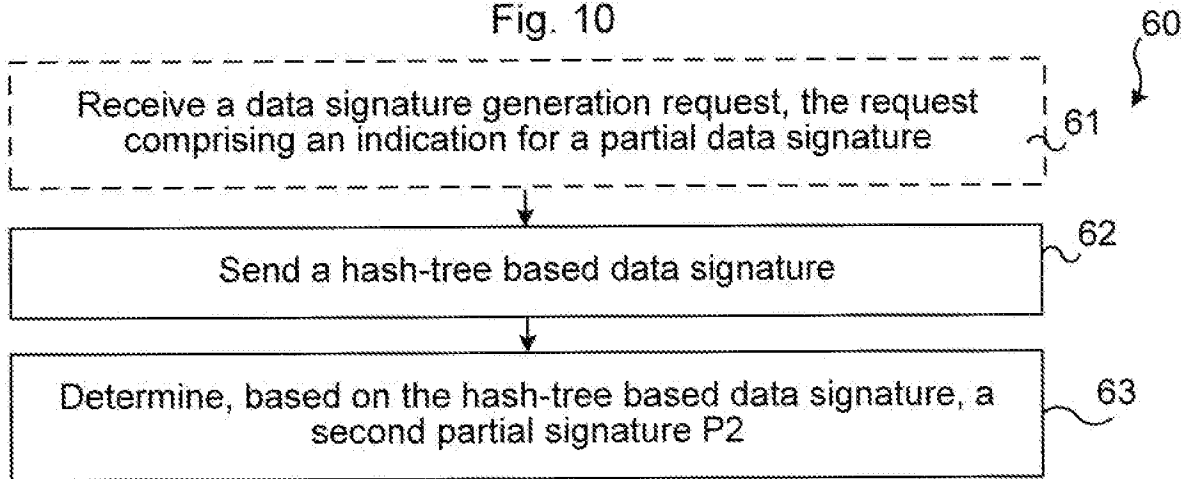 Fig. 10
60
Receive a data signature generation request, the request
comprising an indication for a partial data signature
61
Send a hash-tree based data signature
62
Determine, based on the hash-tree based data signature, a
second partial signature P2
63